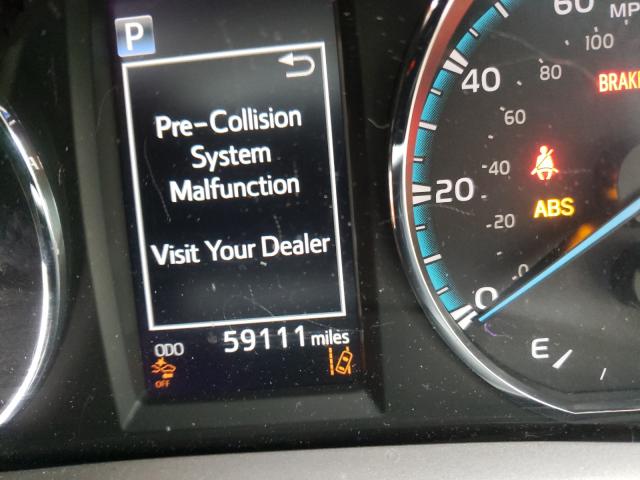 P
Pre-Collision
System
Malfunction
Visit Your Dealer
ODO 59111 miles
OFF
60 MP
100
40 80 BRAKE
60
40
20 ABS
20
0 0
E